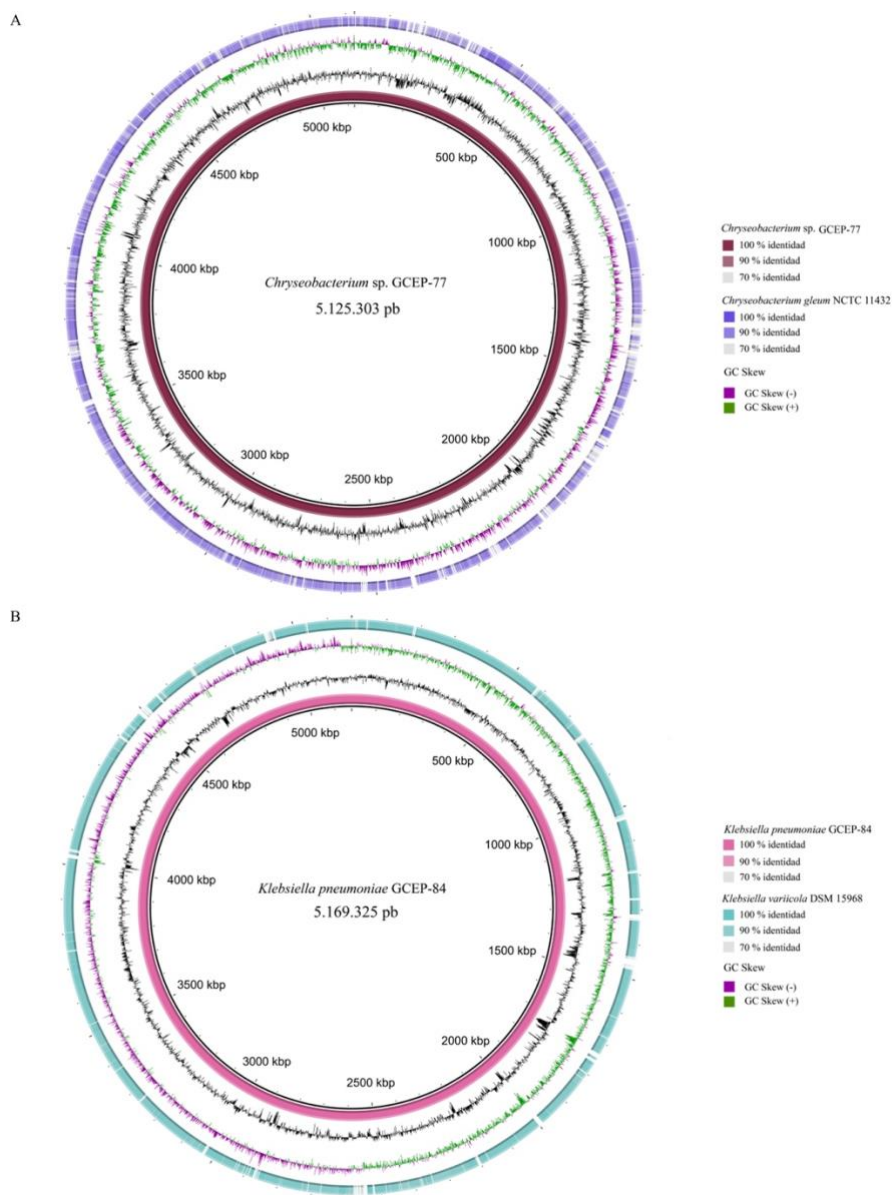 A
5000 kbp
500 kbp
1000 kbp
1500 kbp
2000 kbp
2500 kbp
3000 kbp
3500 kbp
4000 kbp
4500 kbp
Chryseobacterium sp. GCEP-77
5.125.303 pb
Chryseobacterium sp. GCEP-77
100 % identidad
90 % identidad
70 % identidad
Chryseobacterium gleum NCTC 11432
100 % identidad
90 % identidad
70 % identidad
GC Skew
GC Skew (-)
GC Skew (+)
B
5000 kbp
500 kbp
1000 kbp
1500 kbp
2000 kbp
2500 kbp
3000 kbp
3500 kbp
4000 kbp
4500 kbp
Klebsiella pneumoniae GCEP-84
5.169.325 pb
Klebsiella pneumoniae GCEP-84
100 % identidad
90 % identidad
70 % identidad
Klebsiella variicola DSM 15968
100 % identidad
90 % identidad
70 % identidad
GC Skew
GC Skew (-)
GC Skew (+)